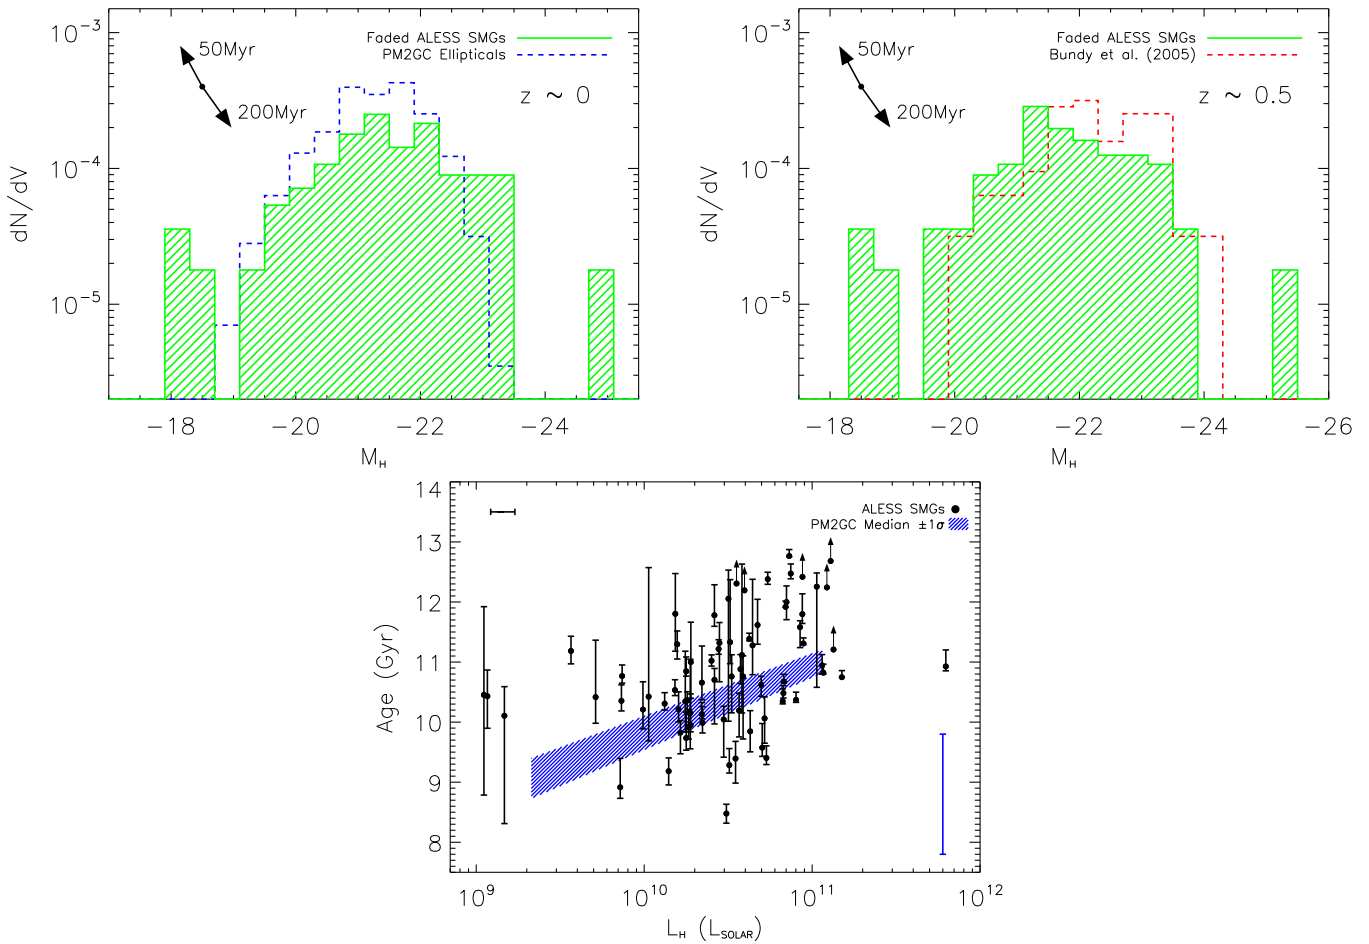 Faded ALESS SMGs
PM2GC Ellipticals
50Myr
200Myr
z ~ 0
10⁻³
10⁻⁴
10⁻⁵
dN/dV
−18 −20 −22 −24
M_H
Faded ALESS SMGs
Bundy et al. (2005)
50Myr
200Myr
z ~ 0.5
10⁻³
10⁻⁴
10⁻⁵
dN/dV
−18 −20 −22 −24 −26
M_H
ALESS SMGs
PM2GC Median ±1σ
14
13
12
11
10
9
8
Age (Gyr)
10⁹ 10¹⁰ 10¹¹ 10¹²
L_H (L_SOLAR)